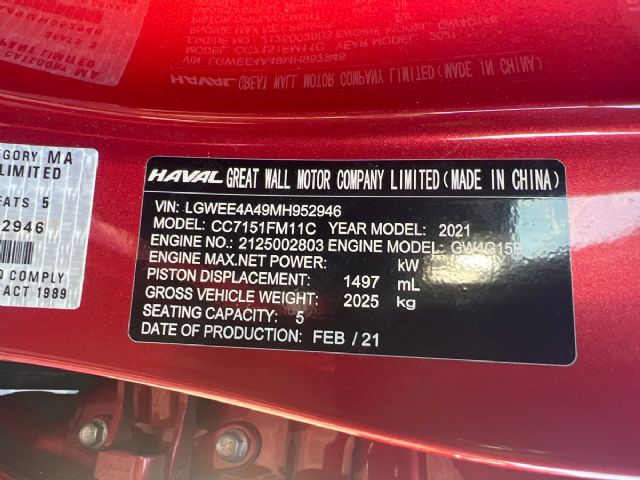 HAVAL GREAT WALL MOTOR COMPANY LIMITED(MADE IN CHINA)
VIN: LGWEE4A49MH952946
MODEL: CC7151FM11C YEAR MODEL: 2021
ENGINE NO.: 2125002803 ENGINE MODEL: GW4G15F
ENGINE MAX.NET POWER: kW
PISTON DISPLACEMENT: 1497 mL
GROSS VEHICLE WEIGHT: 2025 kg
SEATING CAPACITY: 5
DATE OF PRODUCTION: FEB / 21
EGORY MA
LIMITED
ATS 5
2946
O COMPLY
ACT 1989